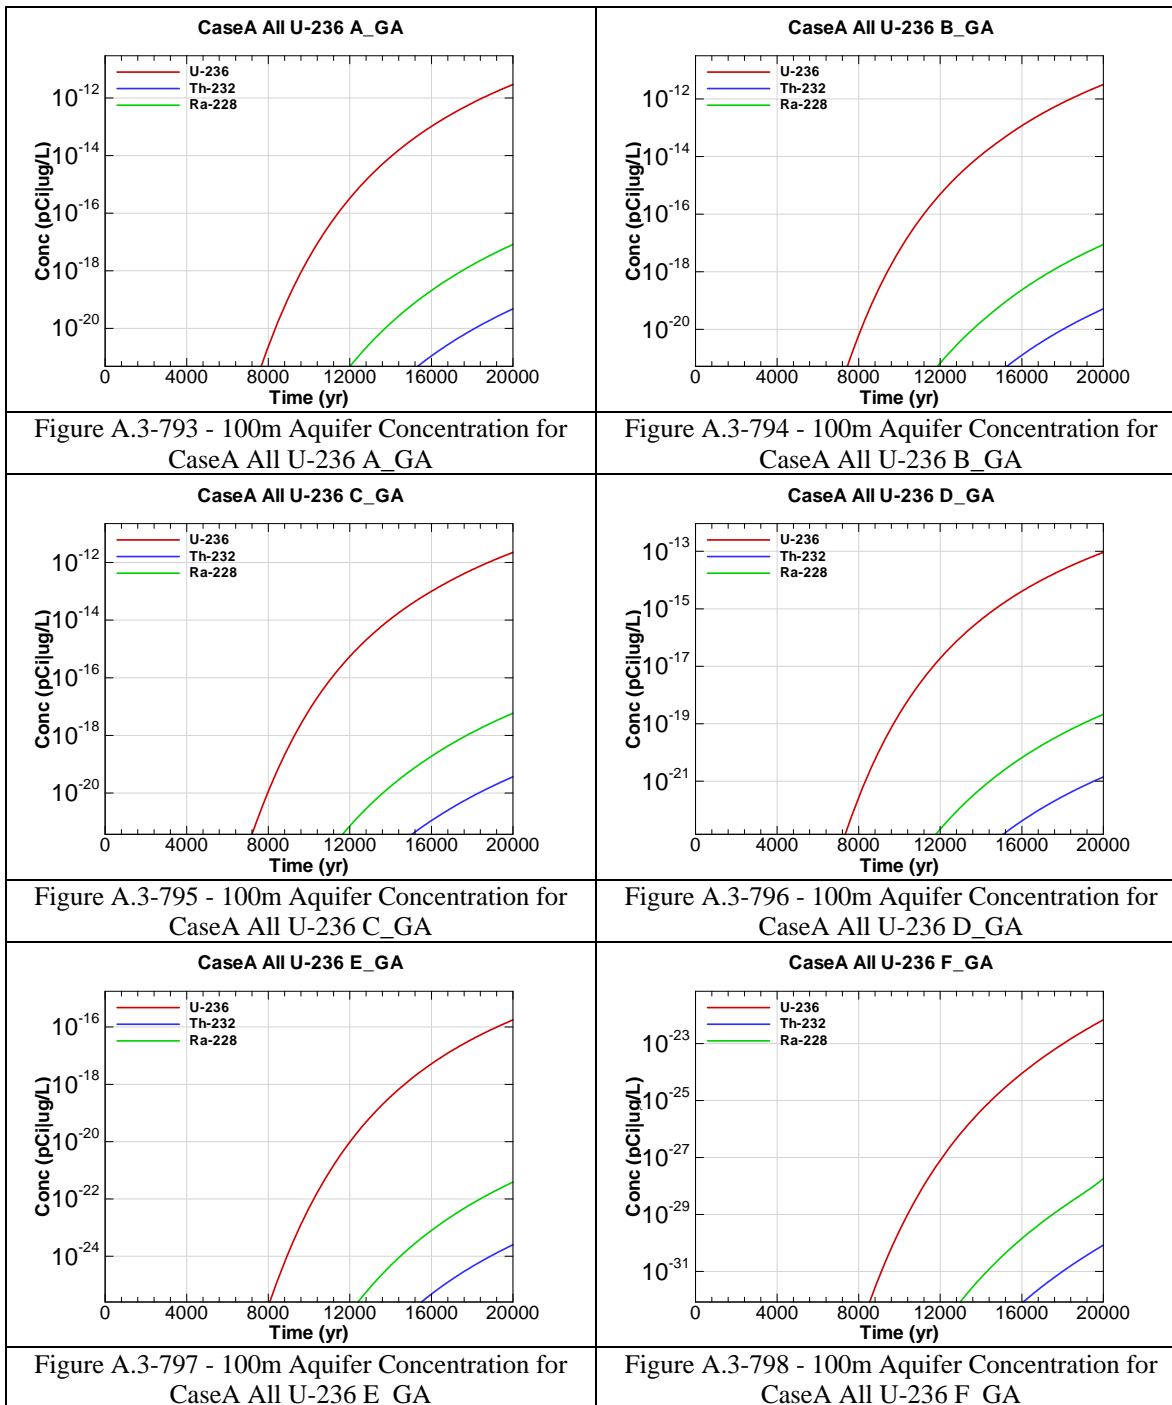 CaseA All U-236 A_GA
U-236
Th-232
Ra-228
Conc (pCi|ug/L)
10-12
10-14
10-16
10-18
10-20
0 4000 8000 12000 16000 20000
Time (yr)
Figure A.3-793 - 100m Aquifer Concentration for
CaseA All U-236 A_GA
CaseA All U-236 B_GA
U-236
Th-232
Ra-228
Conc (pCi|ug/L)
10-12
10-14
10-16
10-18
10-20
0 4000 8000 12000 16000 20000
Time (yr)
Figure A.3-794 - 100m Aquifer Concentration for
CaseA All U-236 B_GA
CaseA All U-236 C_GA
U-236
Th-232
Ra-228
Conc (pCi|ug/L)
10-12
10-14
10-16
10-18
10-20
0 4000 8000 12000 16000 20000
Time (yr)
Figure A.3-795 - 100m Aquifer Concentration for
CaseA All U-236 C_GA
CaseA All U-236 D_GA
U-236
Th-232
Ra-228
Conc (pCi|ug/L)
10-13
10-15
10-17
10-19
10-21
0 4000 8000 12000 16000 20000
Time (yr)
Figure A.3-796 - 100m Aquifer Concentration for
CaseA All U-236 D_GA
CaseA All U-236 E_GA
U-236
Th-232
Ra-228
Conc (pCi|ug/L)
10-16
10-18
10-20
10-22
10-24
0 4000 8000 12000 16000 20000
Time (yr)
Figure A.3-797 - 100m Aquifer Concentration for
CaseA All U-236 E_GA
CaseA All U-236 F_GA
U-236
Th-232
Ra-228
Conc (pCi|ug/L)
10-23
10-25
10-27
10-29
10-31
0 4000 8000 12000 16000 20000
Time (yr)
Figure A.3-798 - 100m Aquifer Concentration for
CaseA All U-236 F_GA